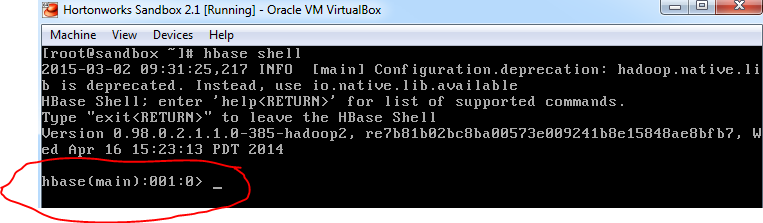 Hortonworks Sandbox 2.1 [Running] - Oracle VM VirtualBox
Machine View Devices Help
[root@sandbox ~]# hbase shell
2015-03-02 09:31:25,217 INFO  [main] Configuration.deprecation: hadoop.native.li
b is deprecated. Instead, use io.native.lib.available
HBase Shell; enter 'help<RETURN>' for list of supported commands.
Type "exit<RETURN>" to leave the HBase Shell
Version 0.98.0.2.1.1.0-385-hadoop2, re7b81b02bc8ba00573e009241b8e15848ae8bfb7, W
ed Apr 16 15:23:13 PDT 2014
hbase(main):001:0> _